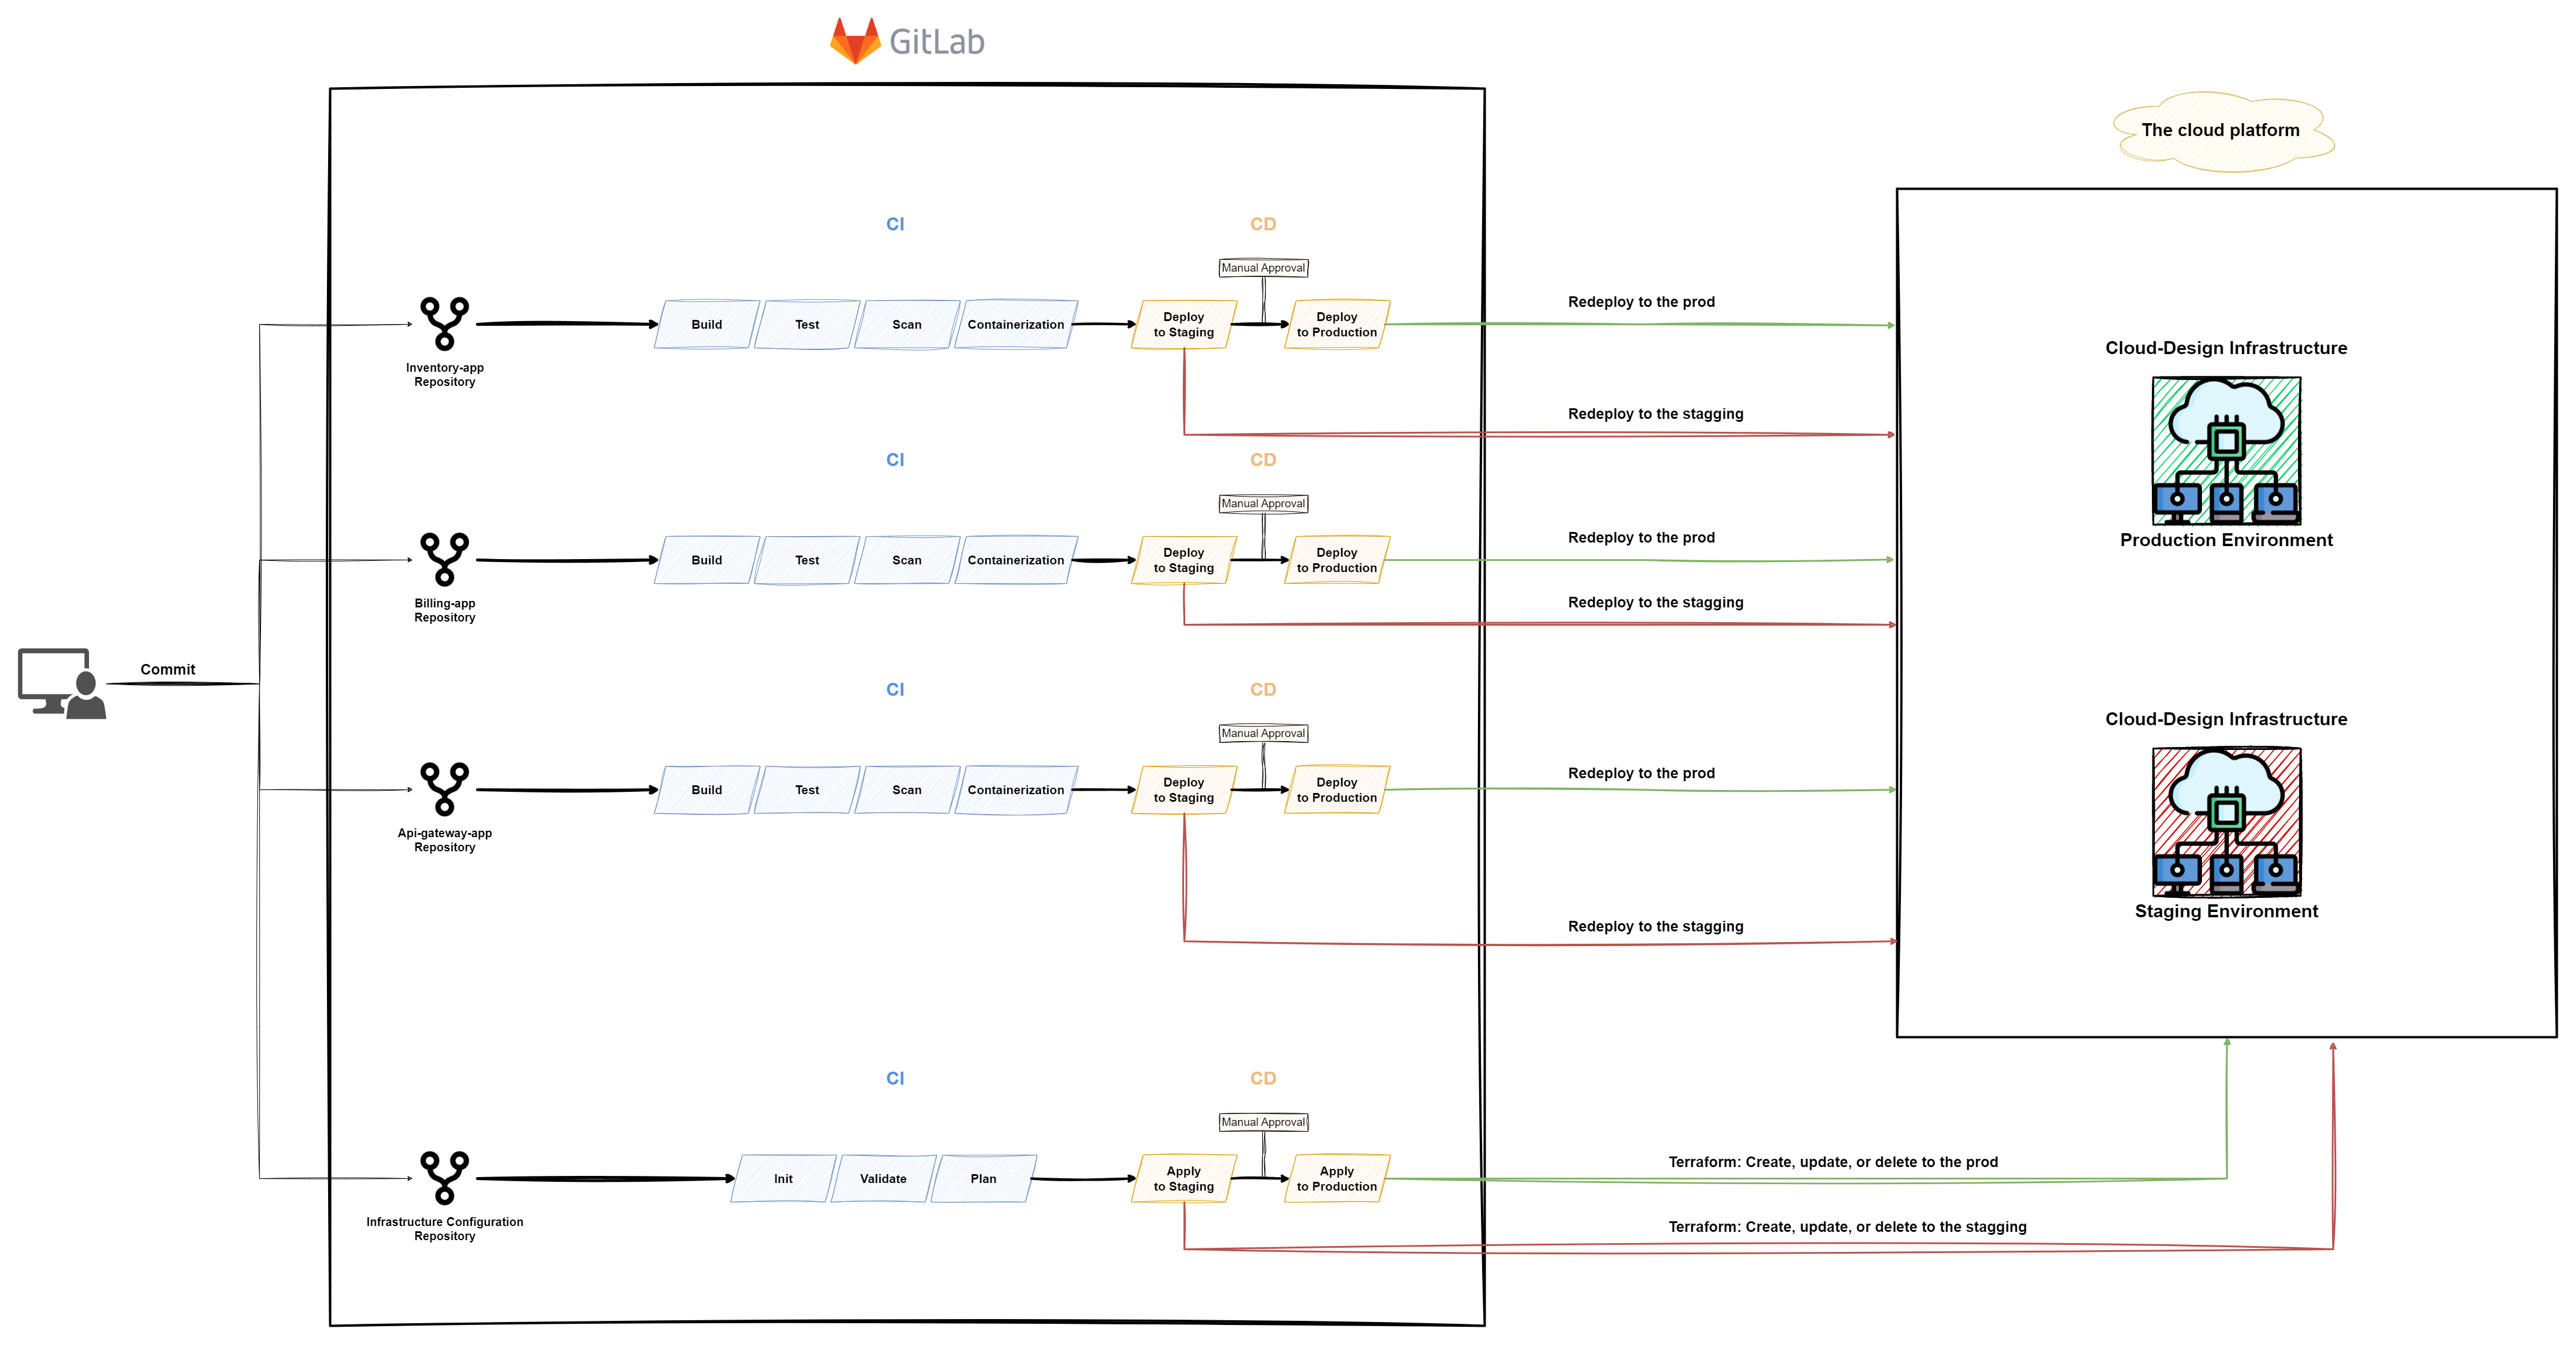 GitLab
The cloud platform
CI
CD
Manual Approval
Build
Test
Scan
Containerization
Deploy
to Staging
Deploy
to Production
Redeploy to the prod
Inventory-app
Repository
Redeploy to the stagging
Cloud-Design Infrastructure
Production Environment
CI
CD
Manual Approval
Build
Test
Scan
Containerization
Deploy
to Staging
Deploy
to Production
Redeploy to the prod
Billing-app
Repository
Redeploy to the stagging
Commit
CI
CD
Manual Approval
Build
Test
Scan
Containerization
Deploy
to Staging
Deploy
to Production
Redeploy to the prod
Api-gateway-app
Repository
Redeploy to the stagging
Cloud-Design Infrastructure
Staging Environment
CI
CD
Manual Approval
Init
Validate
Plan
Apply
to Staging
Apply
to Production
Terraform: Create, update, or delete to the prod
Infrastructure Configuration
Repository
Terraform: Create, update, or delete to the stagging